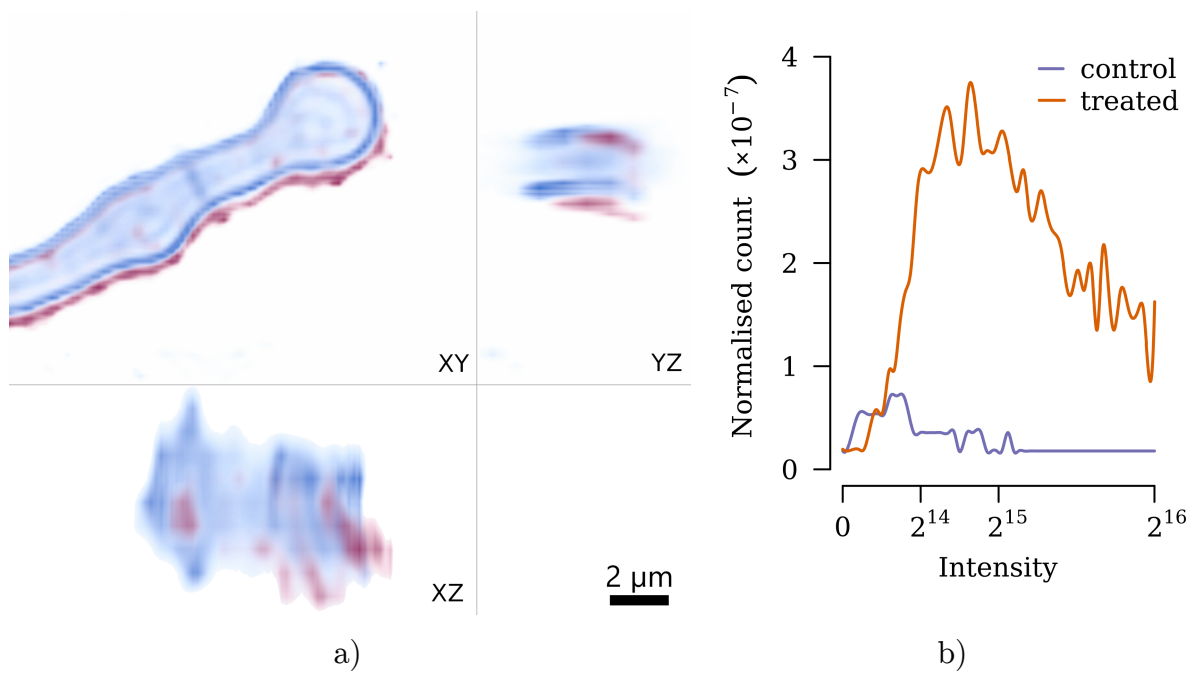 XY
YZ
XZ
2 µm
a)
Normalised count (×10⁻⁷)
4
3
2
1
0
control
treated
0 2¹⁴ 2¹⁵ 2¹⁶
Intensity
b)